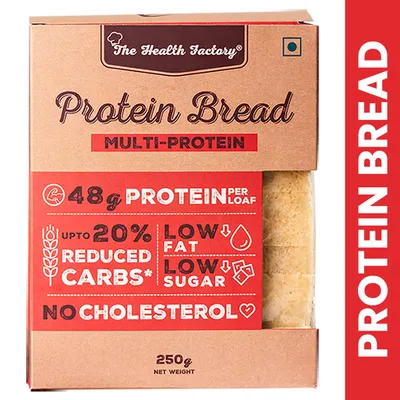 The Health Factory®
Protein Bread
MULTI-PROTEIN
48g PROTEIN PER LOAF
UPTO 20% REDUCED CARBS*
LOW FAT
LOW SUGAR
NO CHOLESTEROL
250g
NET WEIGHT
PROTEIN BREAD